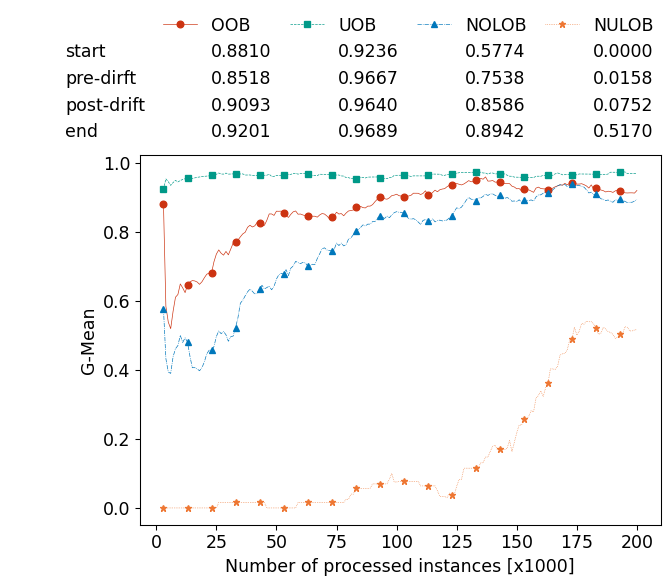 OOB UOB NOLOB NULOB
start 0.8810 0.9236 0.5774 0.0000
pre-dirft 0.8518 0.9667 0.7538 0.0158
post-drift 0.9093 0.9640 0.8586 0.0752
end 0.9201 0.9689 0.8942 0.5170
1.0
0.8
0.6
0.4
0.2
0.0
G-Mean
0 25 50 75 100 125 150 175 200
Number of processed instances [x1000]